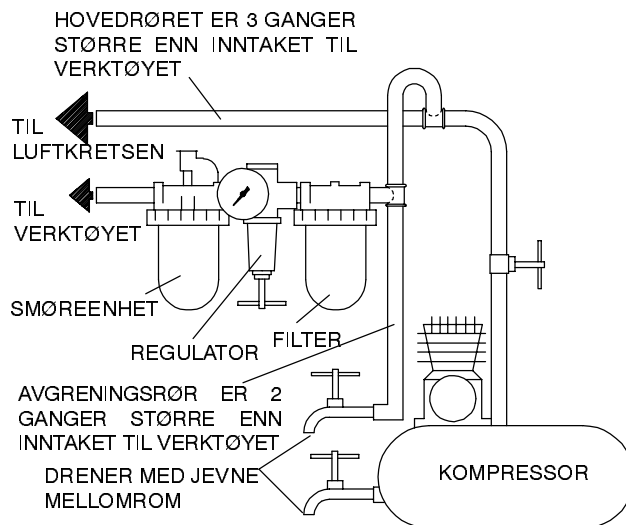 HOVEDRØRET ER 3 GANGER
STØRRE ENN INNTAKET TIL
VERKTØYET
TIL
LUFTKRETSEN
TIL
VERKTØYET
SMØREENHET
REGULATOR
FILTER
AVGRENINGSRØR ER 2
GANGER STØRRE ENN
INNTAKET TIL VERKTØYET
DRENER MED JEVNE
MELLOMROM
KOMPRESSOR